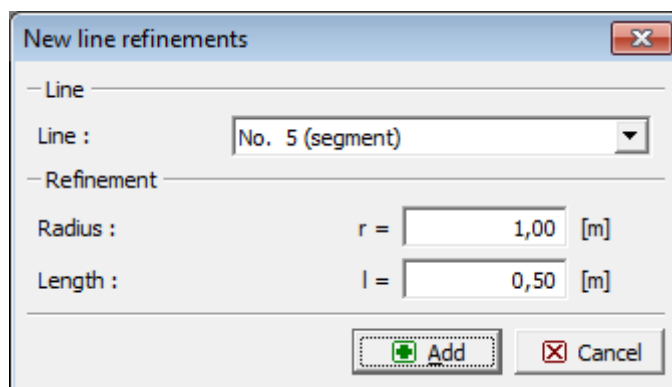 New line refinements
Line
Line :
No. 5 (segment)
Refinement
Radius :
r =
1,00
[m]
Length :
l =
0,50
[m]
Add
Cancel